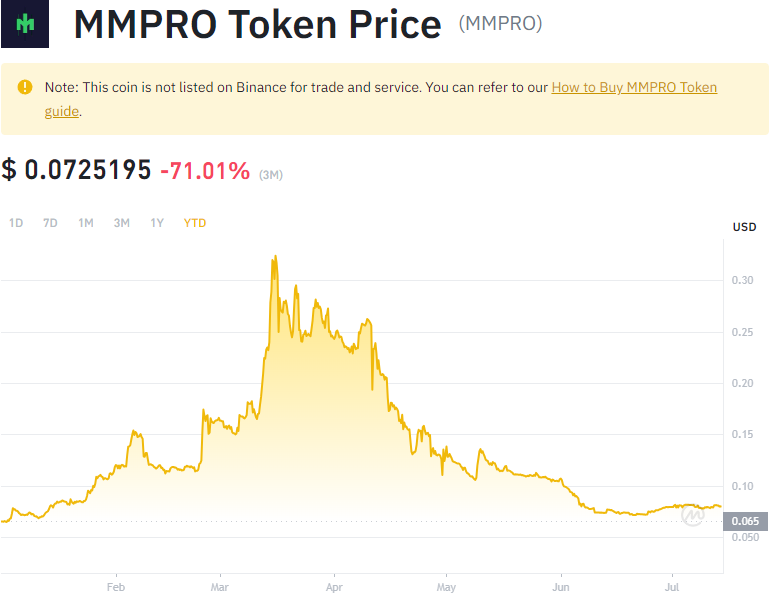 MMPRO Token Price (MMPRO)
Note: This coin is not listed on Binance for trade and service. You can refer to our How to Buy MMPRO Token
guide.
$ 0.0725195 -71.01% (3M)
1D 7D 1M 3M 1Y YTD
USD
0.30
0.25
0.20
0.15
0.10
0.065
0.050
Feb Mar Apr May Jun Jul